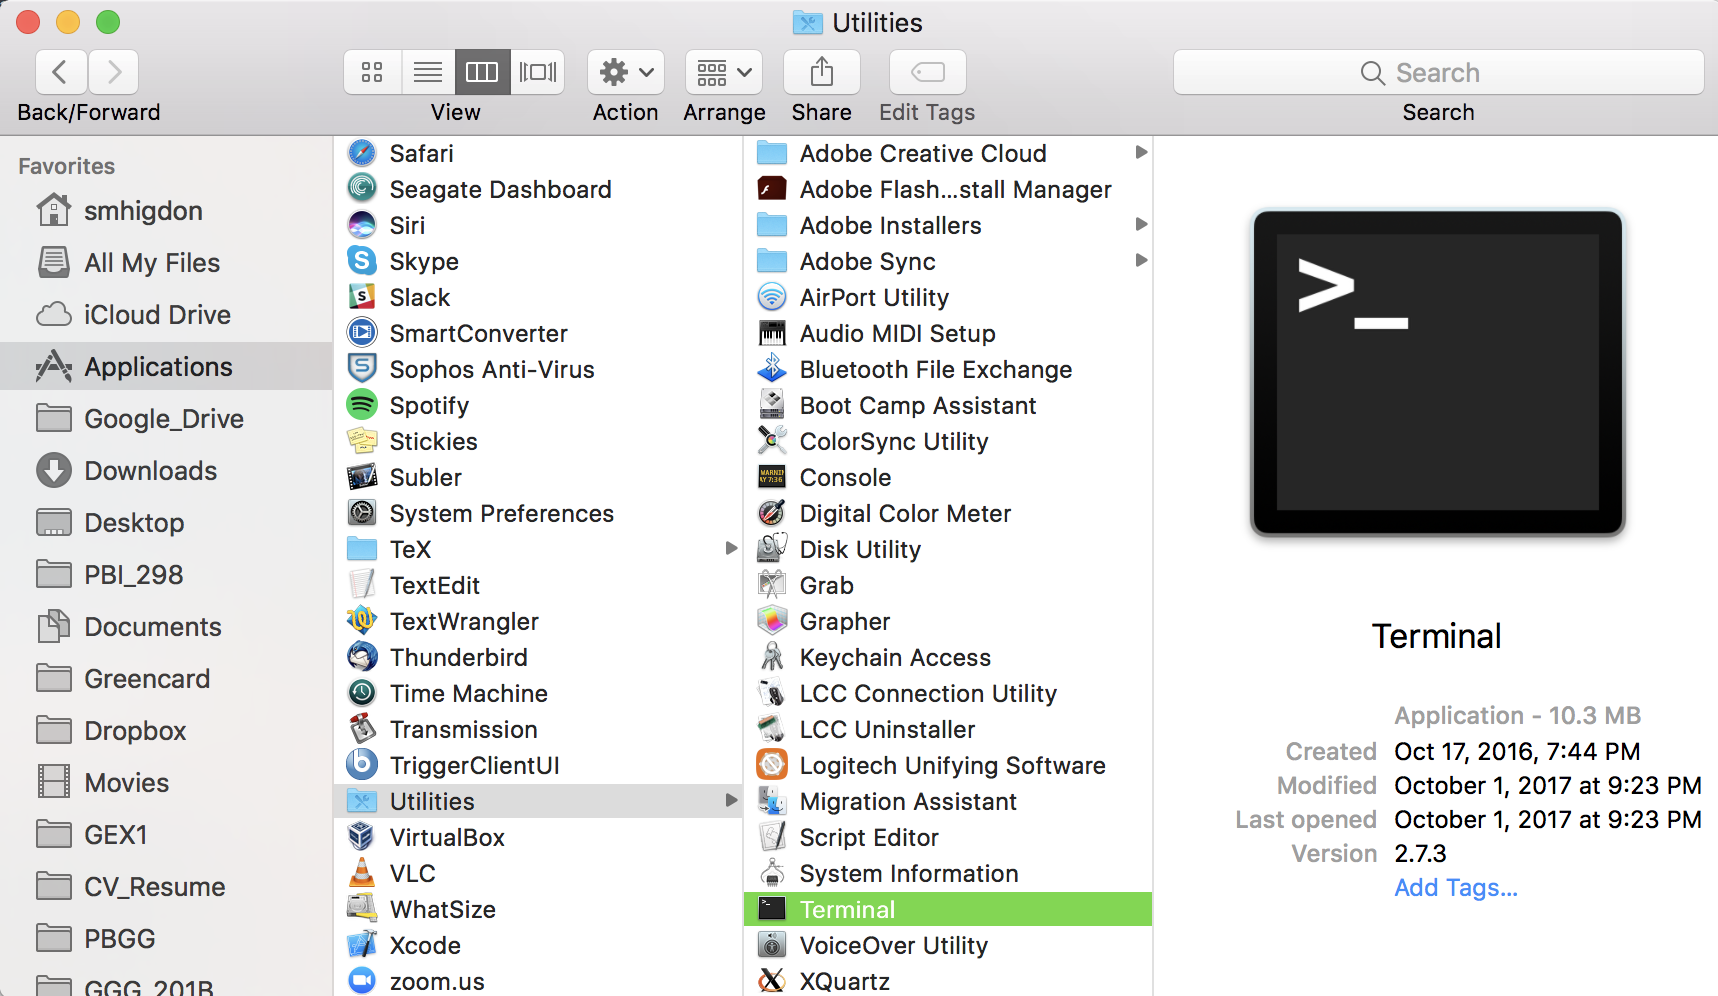 Utilities
Back/Forward
View
Action
Arrange
Share
Edit Tags
Search
Search
Favorites
smhigdon
All My Files
iCloud Drive
Applications
Google_Drive
Downloads
Desktop
PBI_298
Documents
Greencard
Dropbox
Movies
GEX1
CV_Resume
PBGG
GGG_201B
Safari
Seagate Dashboard
Siri
Skype
Slack
SmartConverter
Sophos Anti-Virus
Spotify
Stickies
Subler
System Preferences
TeX
TextEdit
TextWrangler
Thunderbird
Time Machine
Transmission
TriggerClientUI
Utilities
VirtualBox
VLC
WhatSize
Xcode
zoom.us
Adobe Creative Cloud
Adobe Flash...stall Manager
Adobe Installers
Adobe Sync
AirPort Utility
Audio MIDI Setup
Bluetooth File Exchange
Boot Camp Assistant
ColorSync Utility
Console
Digital Color Meter
Disk Utility
Grab
Grapher
Keychain Access
LCC Connection Utility
LCC Uninstaller
Logitech Unifying Software
Migration Assistant
Script Editor
System Information
Terminal
VoiceOver Utility
XQuartz
>_
Terminal
Application - 10.3 MB
Created Oct 17, 2016, 7:44 PM
Modified October 1, 2017 at 9:23 PM
Last opened October 1, 2017 at 9:23 PM
Version 2.7.3
Add Tags...